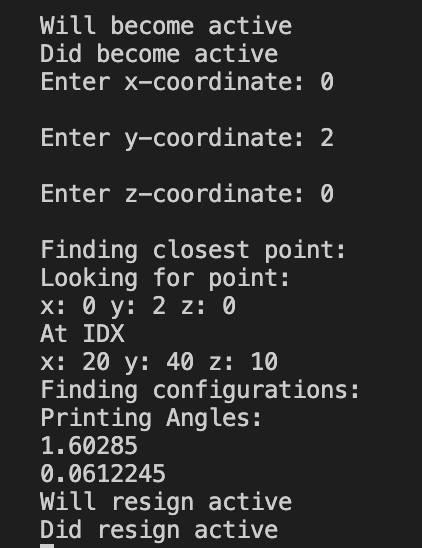 Will become active
Did become active
Enter x-coordinate: 0
Enter y-coordinate: 2
Enter z-coordinate: 0
Finding closest point:
Looking for point:
x: 0 y: 2 z: 0
At IDX
x: 20 y: 40 z: 10
Finding configurations:
Printing Angles:
1.60285
0.0612245
Will resign active
Did resign active